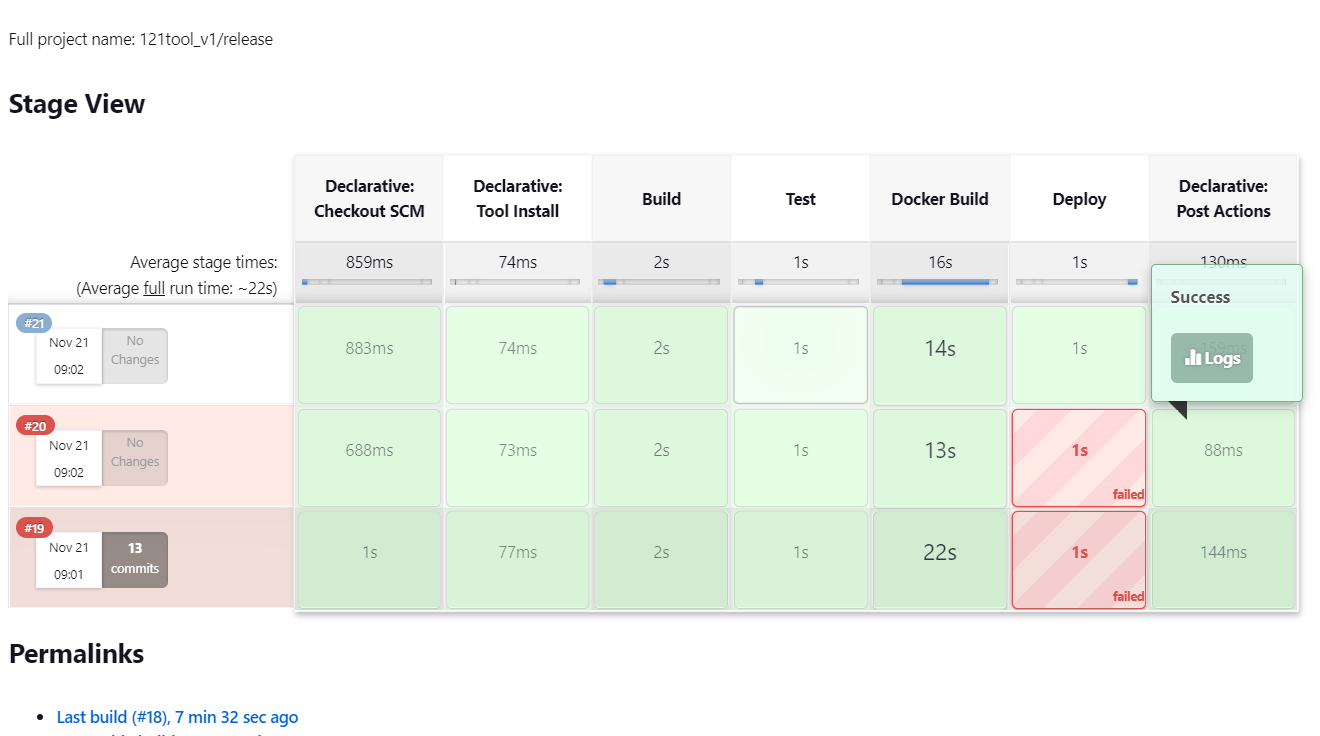 Full project name: 121tool_v1/release
Stage View
Declarative: Checkout SCM
Declarative: Tool Install
Build
Test
Docker Build
Deploy
Declarative: Post Actions
Average stage times:
(Average full run time: ~22s)
859ms
74ms
2s
1s
16s
1s
130ms
#21
Nov 21
09:02
No
Changes
883ms
74ms
2s
1s
14s
1s
159ms
Success
Logs
#20
Nov 21
09:02
No
Changes
688ms
73ms
2s
1s
13s
1s
failed
88ms
#19
Nov 21
09:01
13
commits
1s
77ms
2s
1s
22s
1s
failed
144ms
Permalinks
Last build (#18), 7 min 32 sec ago